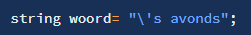 string woord= "\'s avonds";